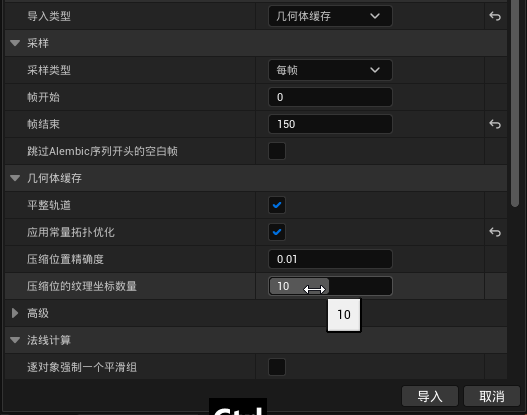 导入类型 几何体缓存
采样
采样类型 每帧
帧开始 0
帧结束 150
跳过Alembic序列开头的空白帧
几何体缓存
平整轨道
应用常量拓扑优化
压缩位置精确度 0.01
压缩位的纹理坐标数量 10
10
高级
法线计算
逐对象强制一个平滑组
导入 取消
Ctrl